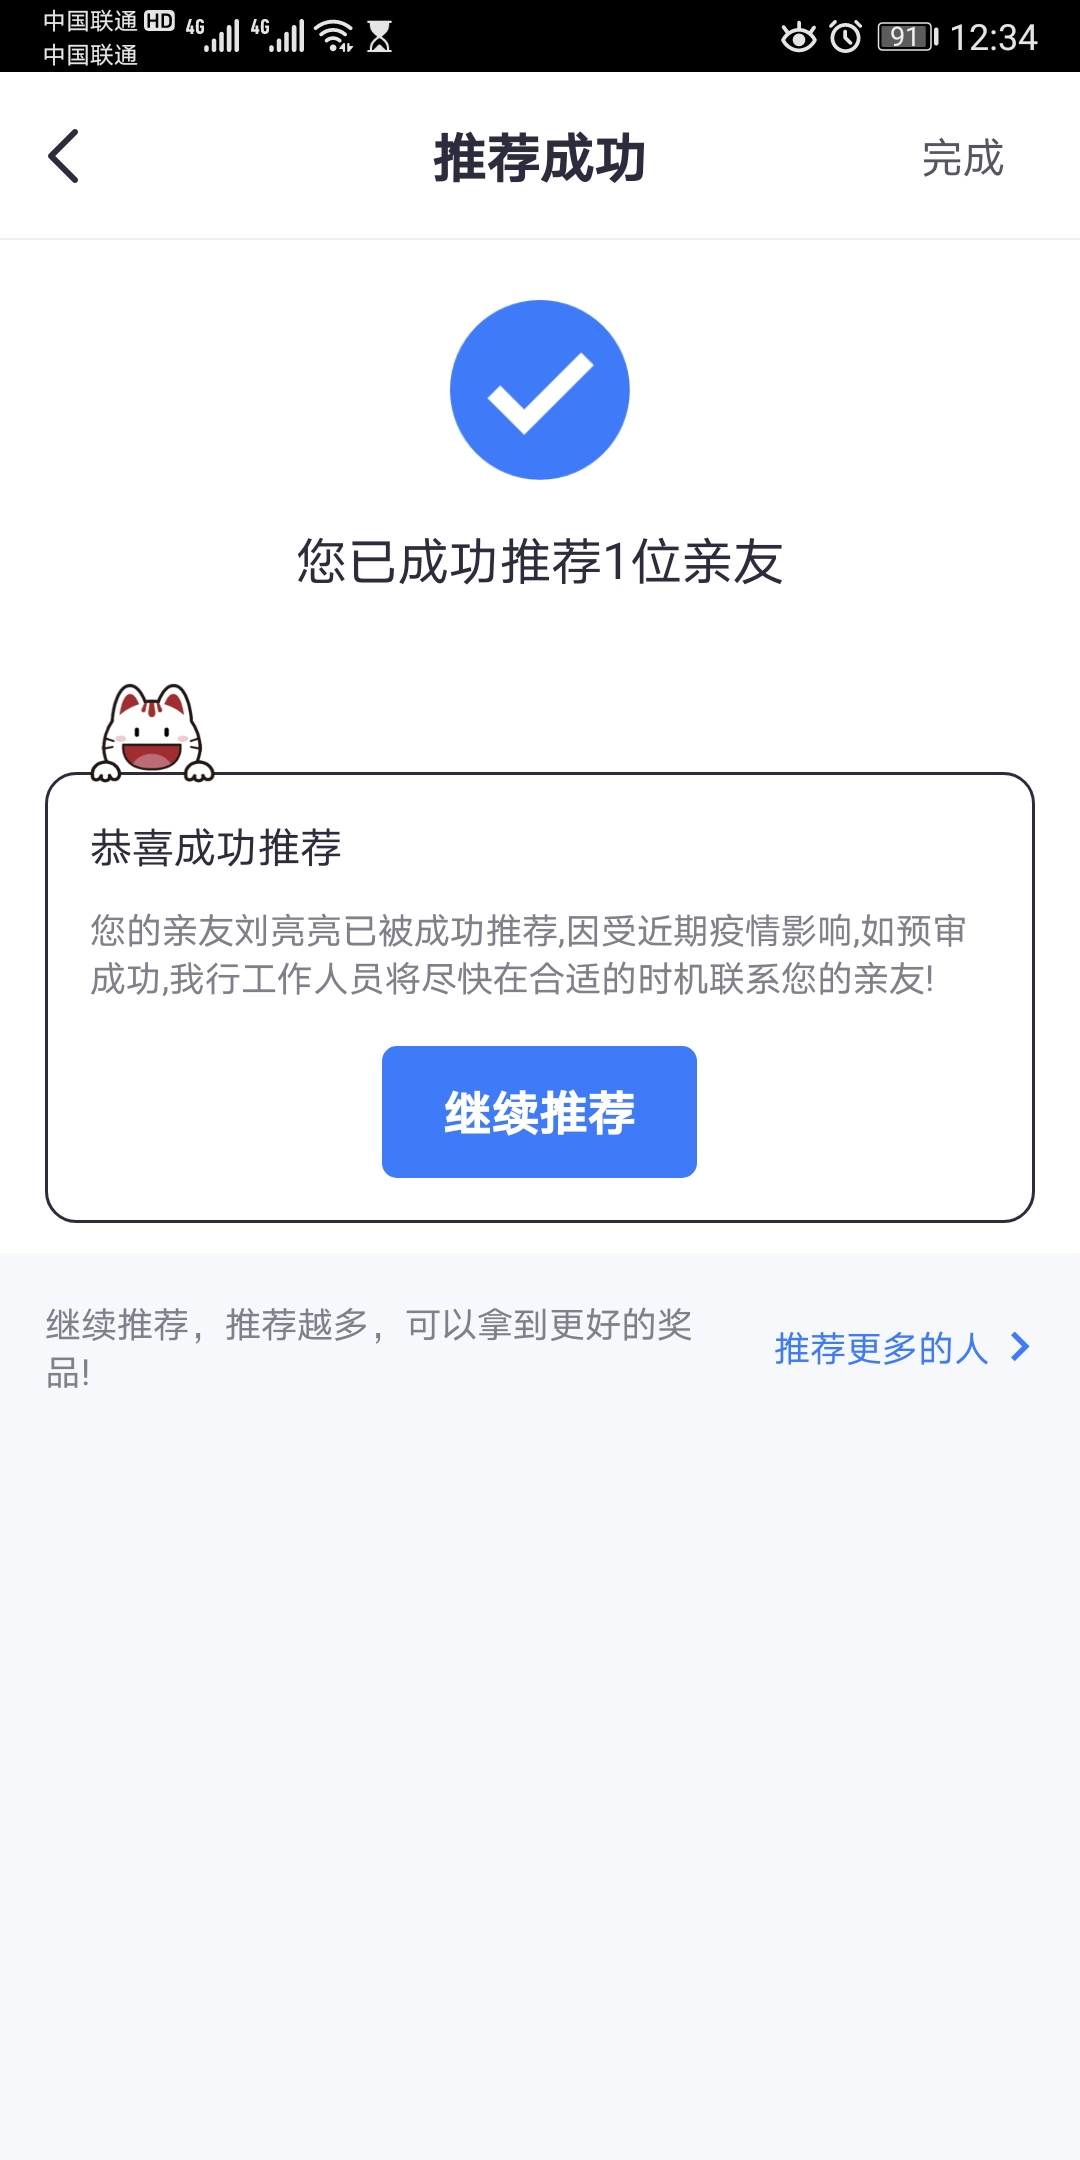 中国联通 HD 4G 4G 91 12:34
中国联通
推荐成功 完成
您已成功推荐1位亲友
恭喜成功推荐
您的亲友刘亮亮已被成功推荐,因受近期疫情影响,如预审
成功,我行工作人员将尽快在合适的时机联系您的亲友!
继续推荐
继续推荐，推荐越多，可以拿到更好的奖
品!
推荐更多的人